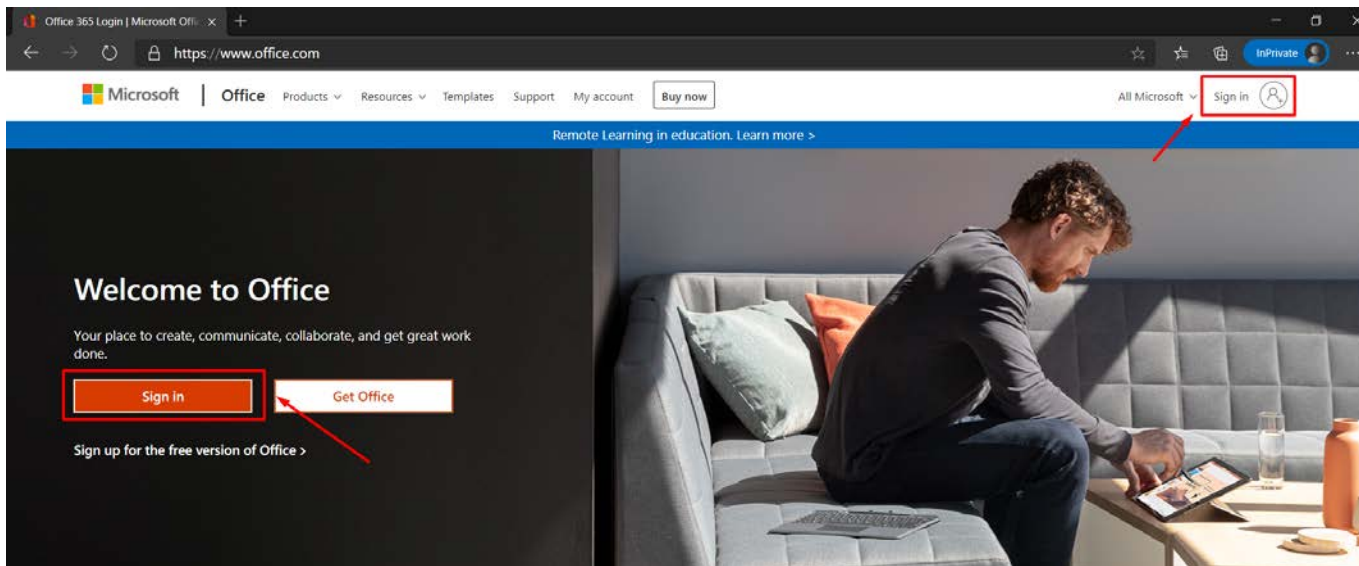 Office 365 Login | Microsoft Offi
https://www.office.com
InPrivate
Microsoft | Office Products Resources Templates Support My account Buy now All Microsoft Sign in
Remote Learning in education. Learn more >
Welcome to Office
Your place to create, communicate, collaborate, and get great work
done.
Sign in Get Office
Sign up for the free version of Office >